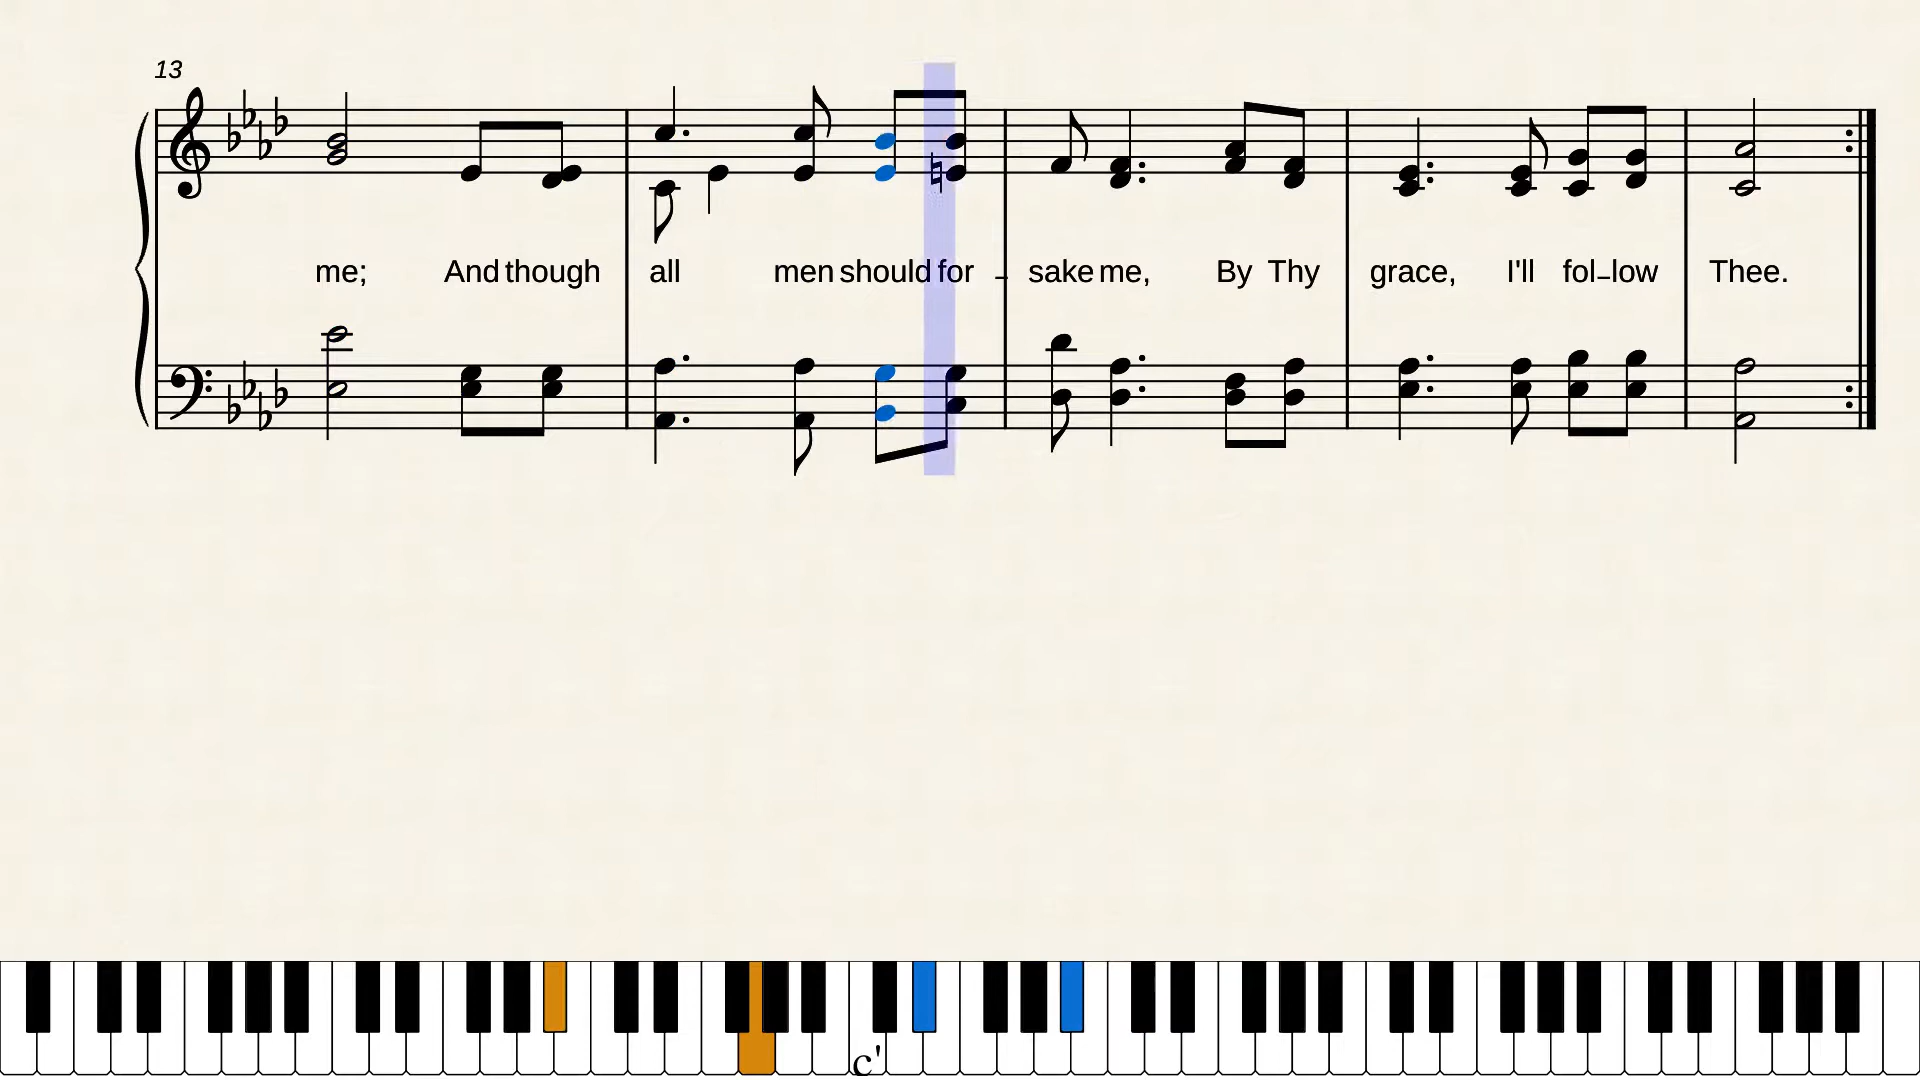 13
me; And though all men should for - sake me, By Thy grace, I'll fol-low Thee.
c'